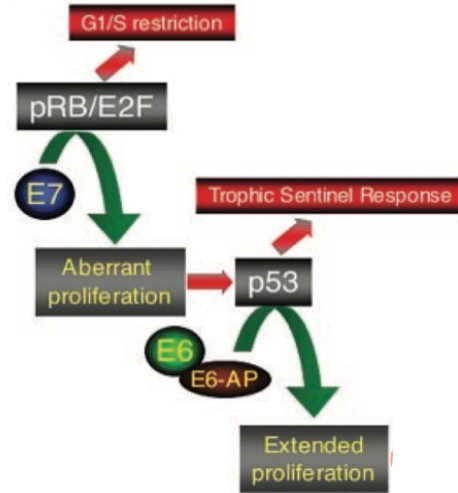 G1/S restriction
pRB/E2F
E7
Trophic Sentinel Response
Aberrant
proliferation
p53
E6
E6-AP
Extended
proliferation